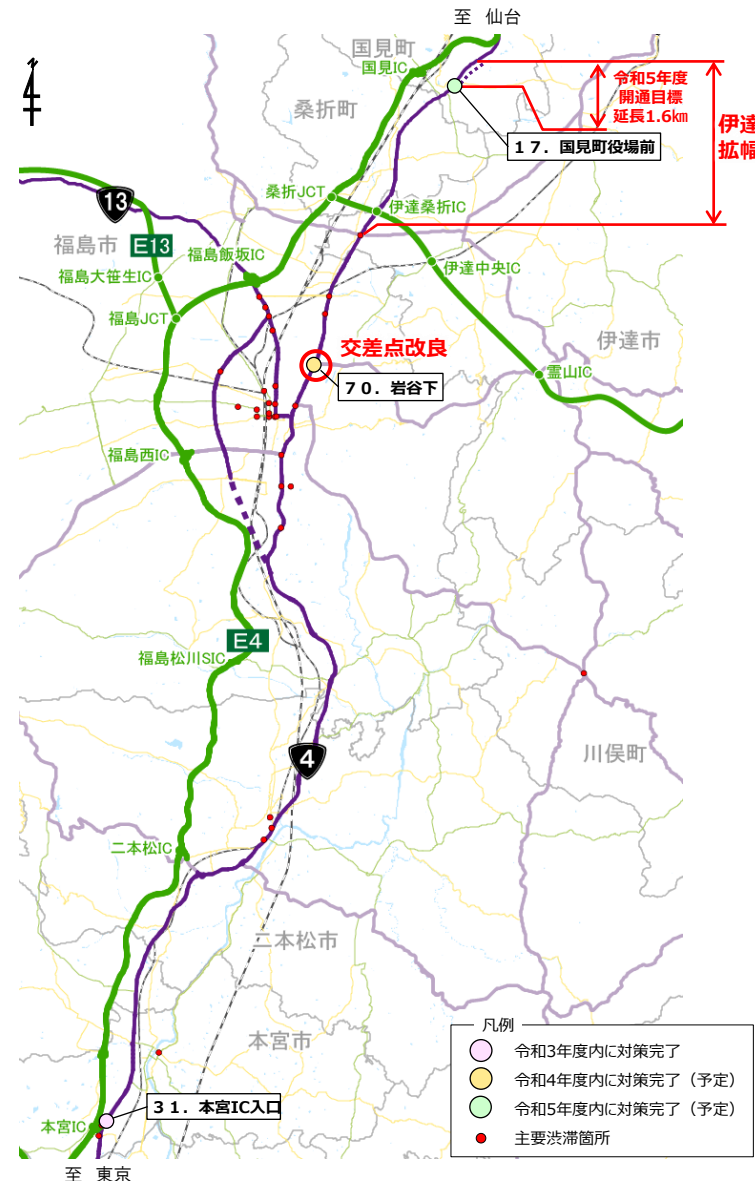 至 仙台
国見町
国見IC
令和5年度
開通目標
延長1.6km
伊達
拡幅
桑折町
17．国見町役場前
桑折JCT
伊達桑折IC
13
E13
福島市
福島飯坂IC
福島大笹生IC
伊達中央IC
福島JCT
伊達市
交差点改良
霊山IC
70．岩谷下
福島西IC
E4
福島松川SIC
4
川俣町
二本松IC
二本松市
本宮市
凡例
令和3年度内に対策完了
令和4年度内に対策完了（予定）
令和5年度内に対策完了（予定）
主要渋滞箇所
31．本宮IC入口
本宮IC
至 東京